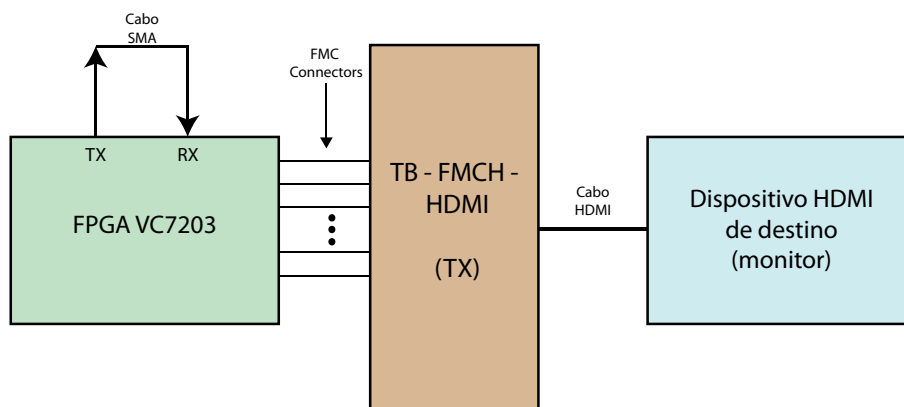 Cabo
SMA
FMC
Connectors
TX
RX
FPGA VC7203
TB - FMCH -
HDMI
(TX)
Cabo
HDMI
Dispositivo HDMI
de destino
(monitor)